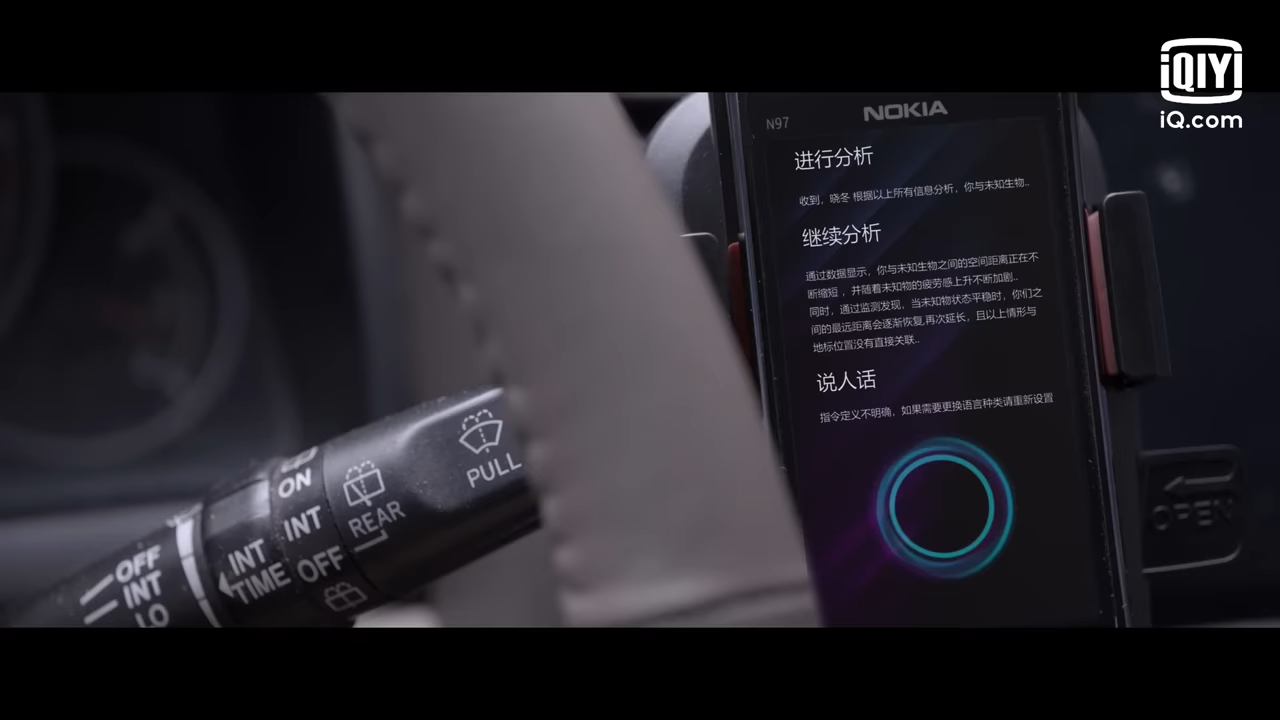 iQIYI
iQ.com
N97
NOKIA
进行分析
收到，晓冬 根据以上所有信息分析，你与未知生物..
继续分析
通过数据显示，你与未知生物之间的空间距离正在不
断缩短 ，并随着未知物的疲劳感上升不断加剧..
同时，通过监测发现，当未知物状态平稳时，你们之
间的最远距离会逐渐恢复,再次延长，且以上情形与
地标位置没有直接关联..
说人话
指令定义不明确，如果需要更换语言种类请重新设置
PULL
ON
REAR
INT
OFF
INT
TIME
OFF
INT
LO
OPEN